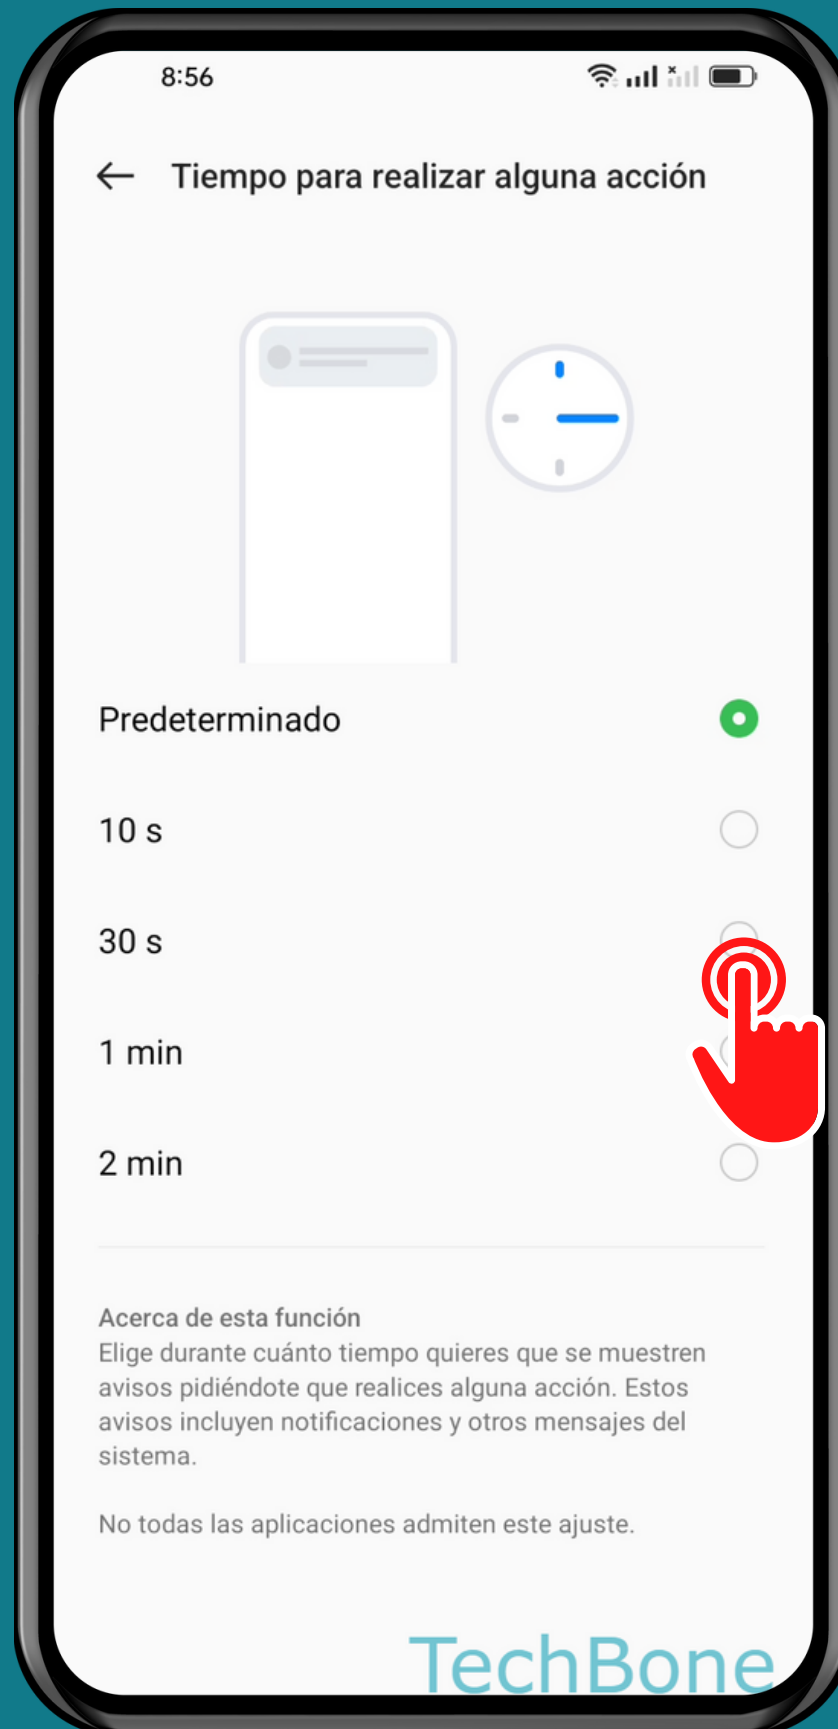 8:56
Tiempo para realizar alguna acción
Predeterminado
10 s
30 s
1 min
2 min
Acerca de esta función
Elige durante cuánto tiempo quieres que se muestren
avisos pidiéndote que realices alguna acción. Estos
avisos incluyen notificaciones y otros mensajes del
sistema.
No todas las aplicaciones admiten este ajuste.
TechBone